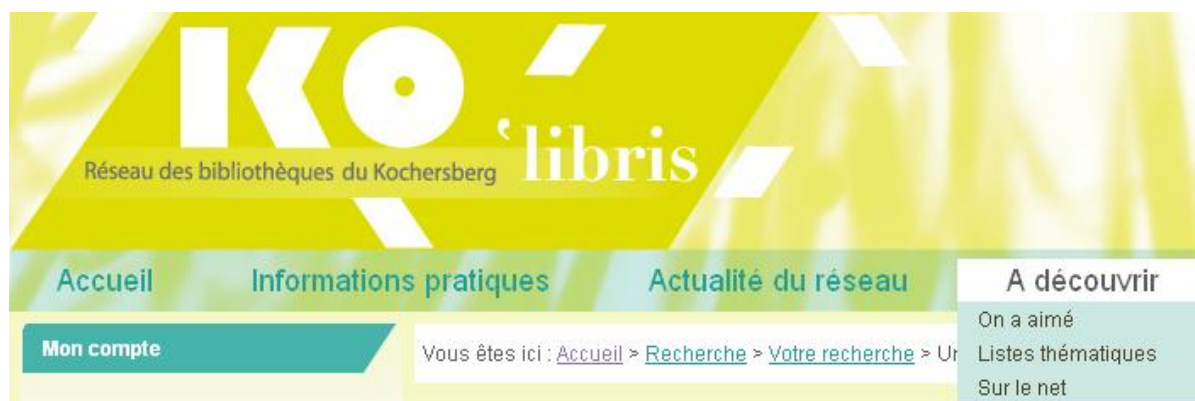 KO
'libris
Réseau des bibliothèques du Kochersberg
Accueil Informations pratiques Actualité du réseau A découvrir
On a aimé
Listes thématiques
Sur le net
Mon compte
Vous êtes ici : Accueil > Recherche > Votre recherche >